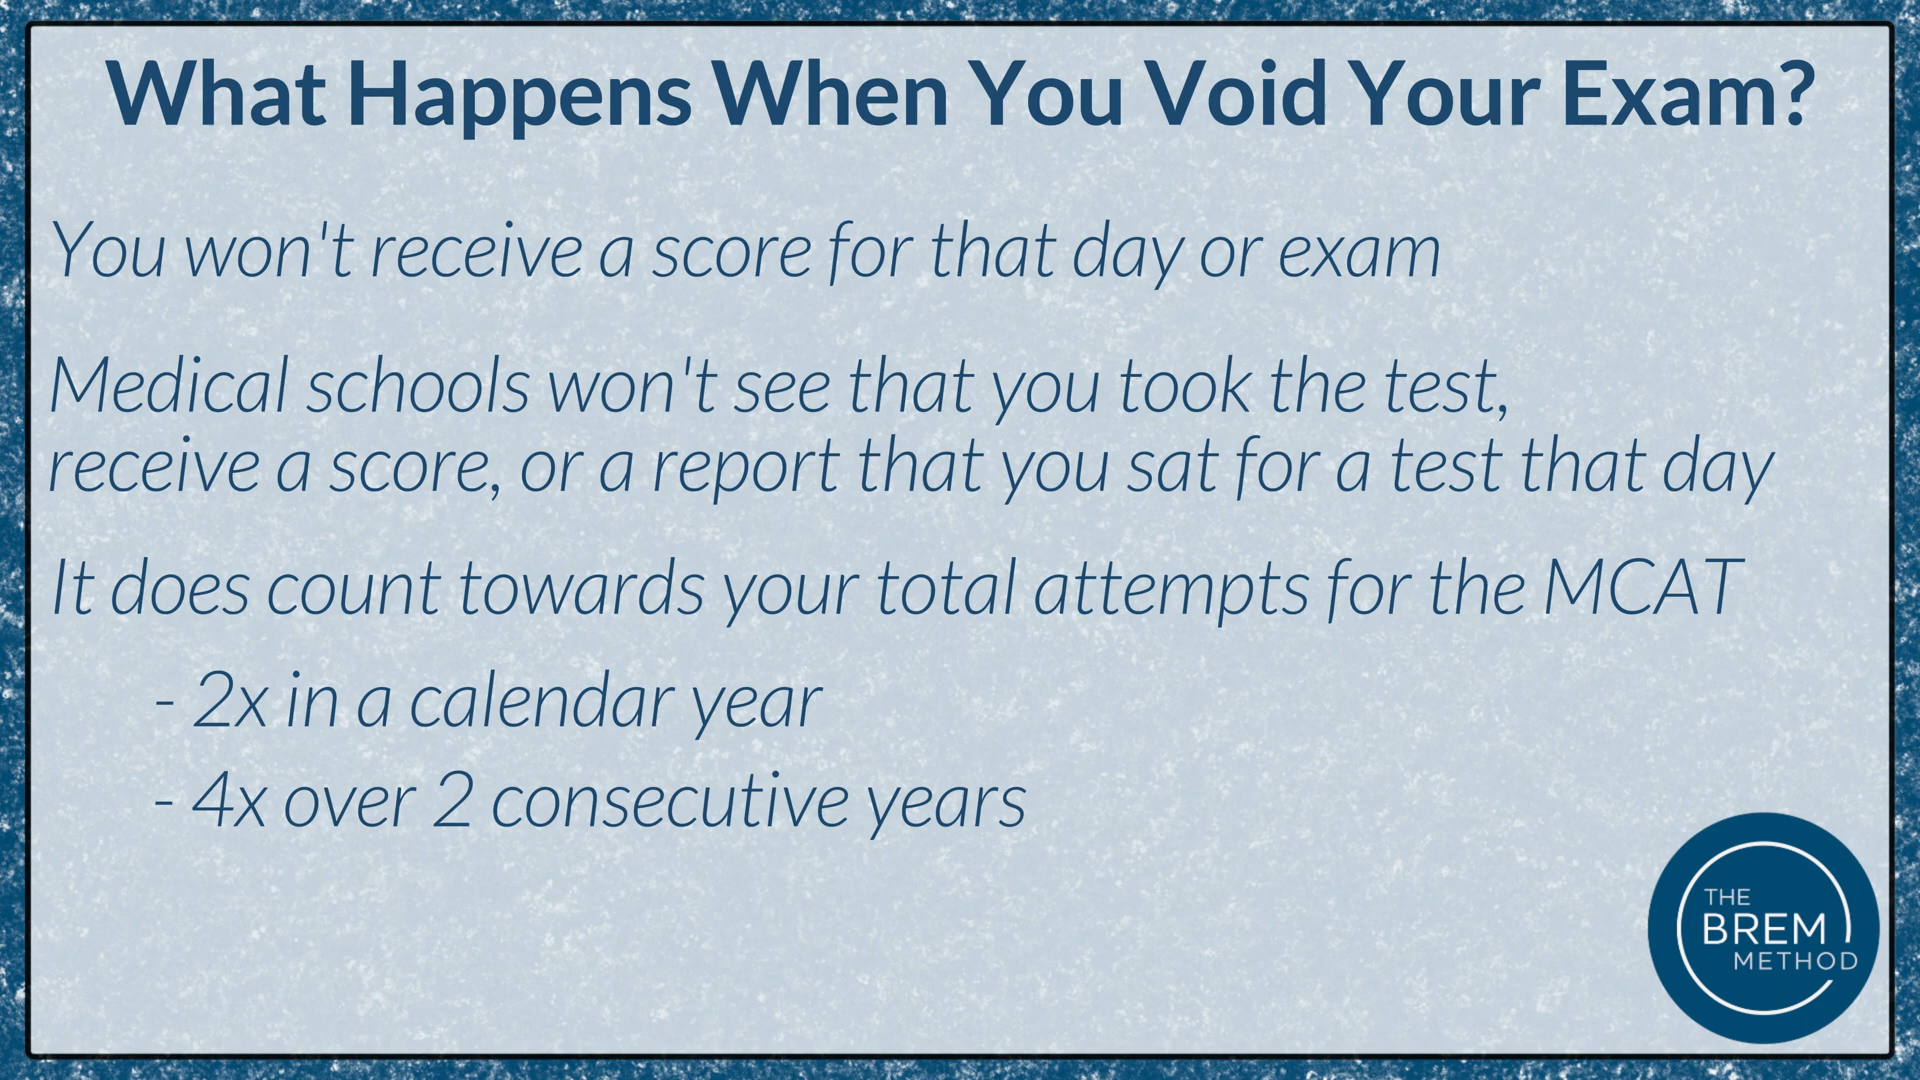 What Happens When You Void Your Exam?
You won't receive a score for that day or exam
Medical schools won't see that you took the test,
receive a score, or a report that you sat for a test that day
It does count towards your total attempts for the MCAT
- 2x in a calendar year
- 4x over 2 consecutive years
THE
BREM
METHOD